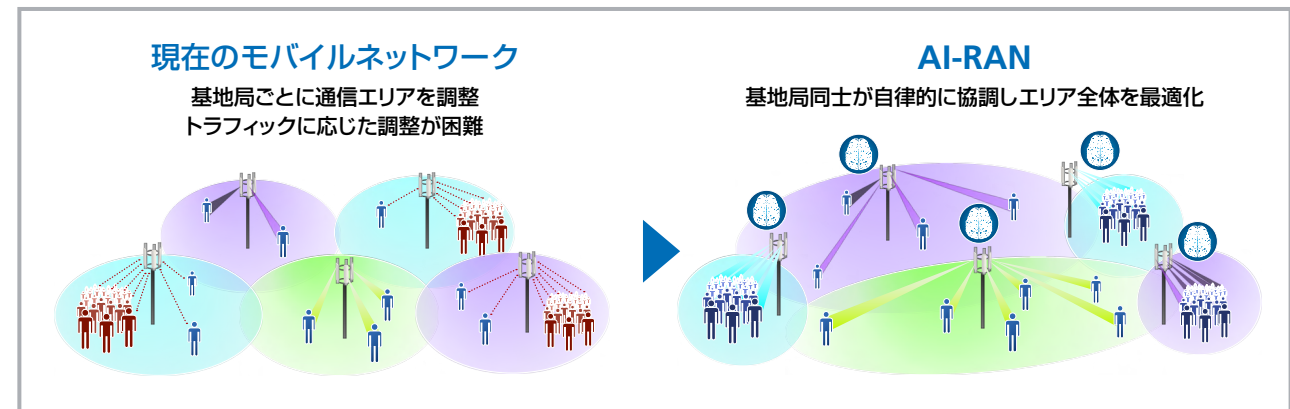 現在のモバイルネットワーク
基地局ごとに通信エリアを調整
トラフィックに応じた調整が困難
AI-RAN
基地局同士が自律的に協調しエリア全体を最適化